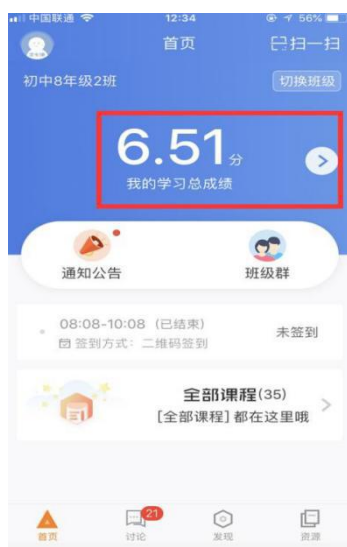 中国联通 12:34 56%
首页 扫一扫
初中8年级2班 切换班级
6.51分
我的学习总成绩
通知公告 班级群
08:08-10:08（已结束） 未签到
签到方式：二维码签到
全部课程(35)
[全部课程] 都在这里哦
21
首页 讨论 发现 资源